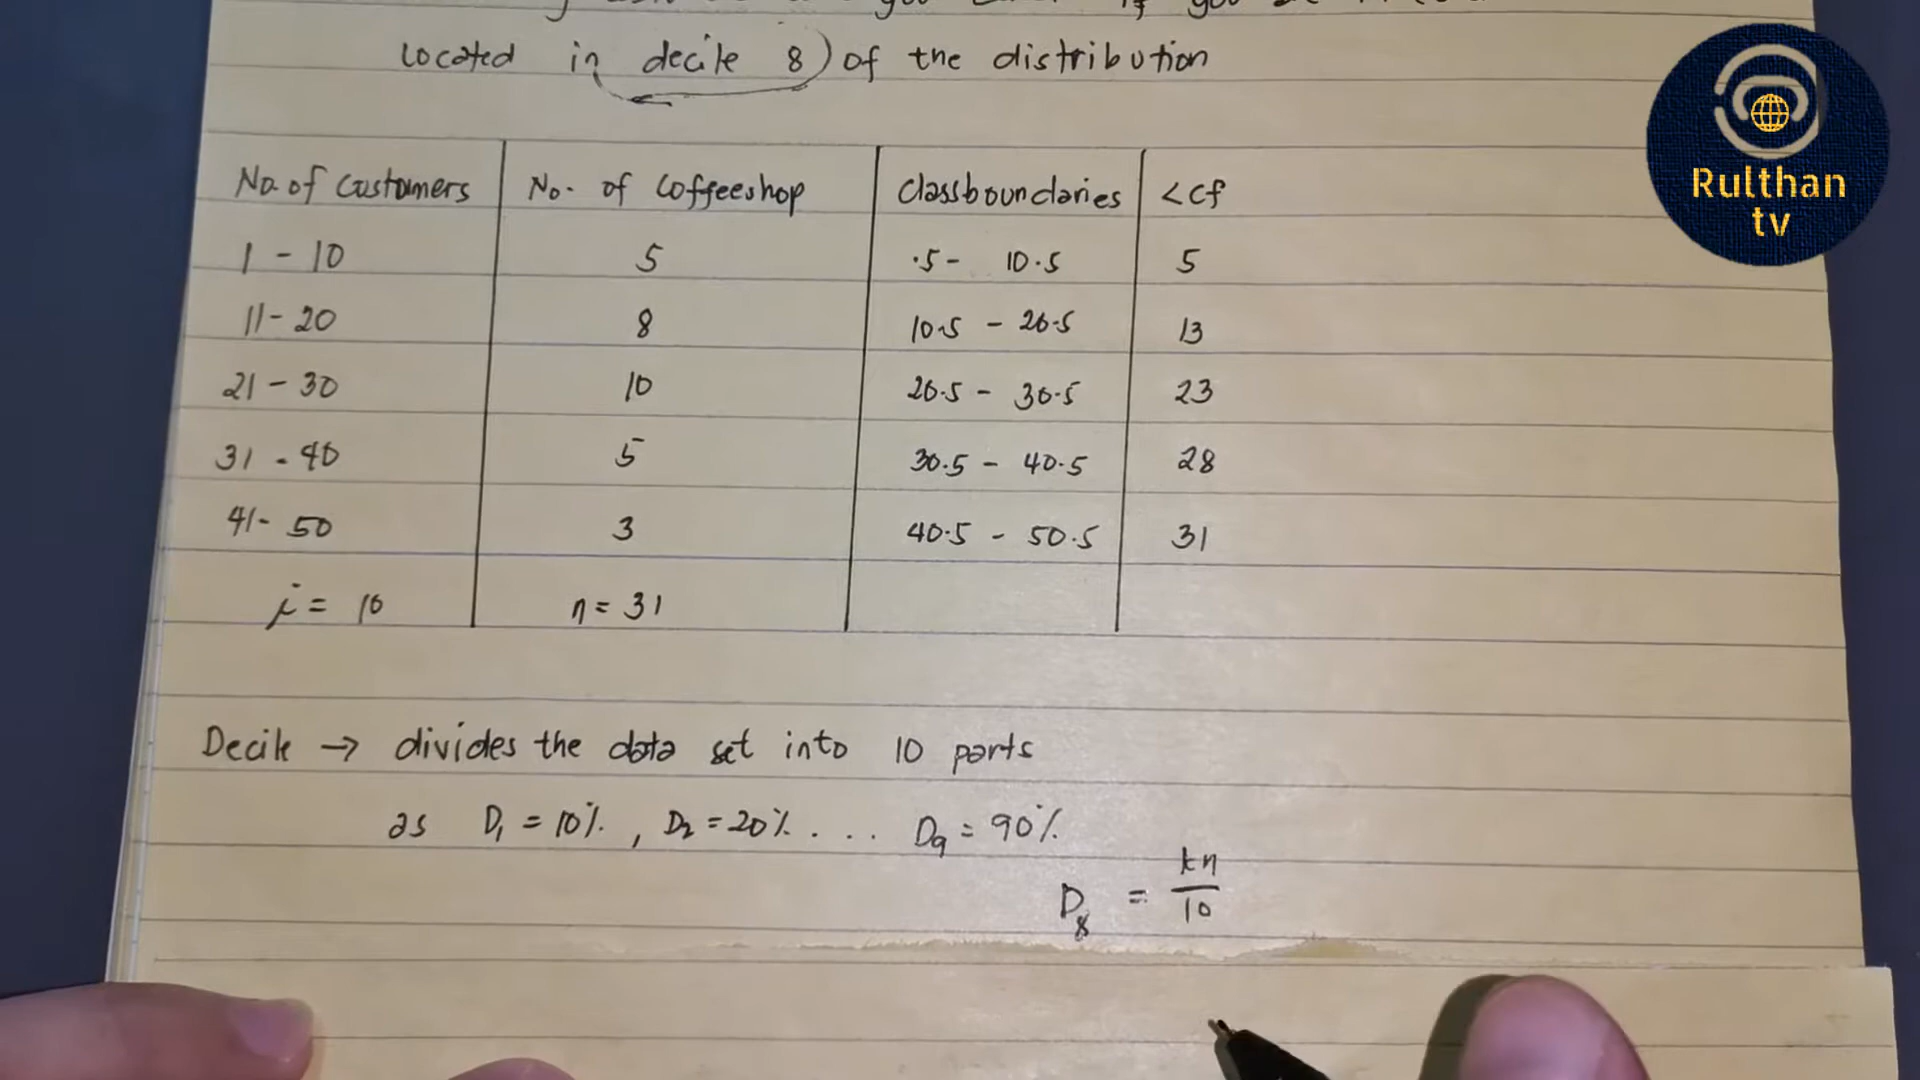 you
if you
located in decile 8) of the distribution
No. of customers No. of coffeeshop Classboundaries <cf
1 - 10 5 .5 - 10.5 5
11 - 20 8 10.5 - 20.5 13
21 - 30 10 20.5 - 30.5 23
31 - 40 5 30.5 - 40.5 28
41 - 50 3 40.5 - 50.5 31
i = 10 n = 31
Decile → divides the data set into 10 parts
as D1 = 10%, D2 = 20% . . . D9 = 90%
D8 = kn/10
Rulthan
tv